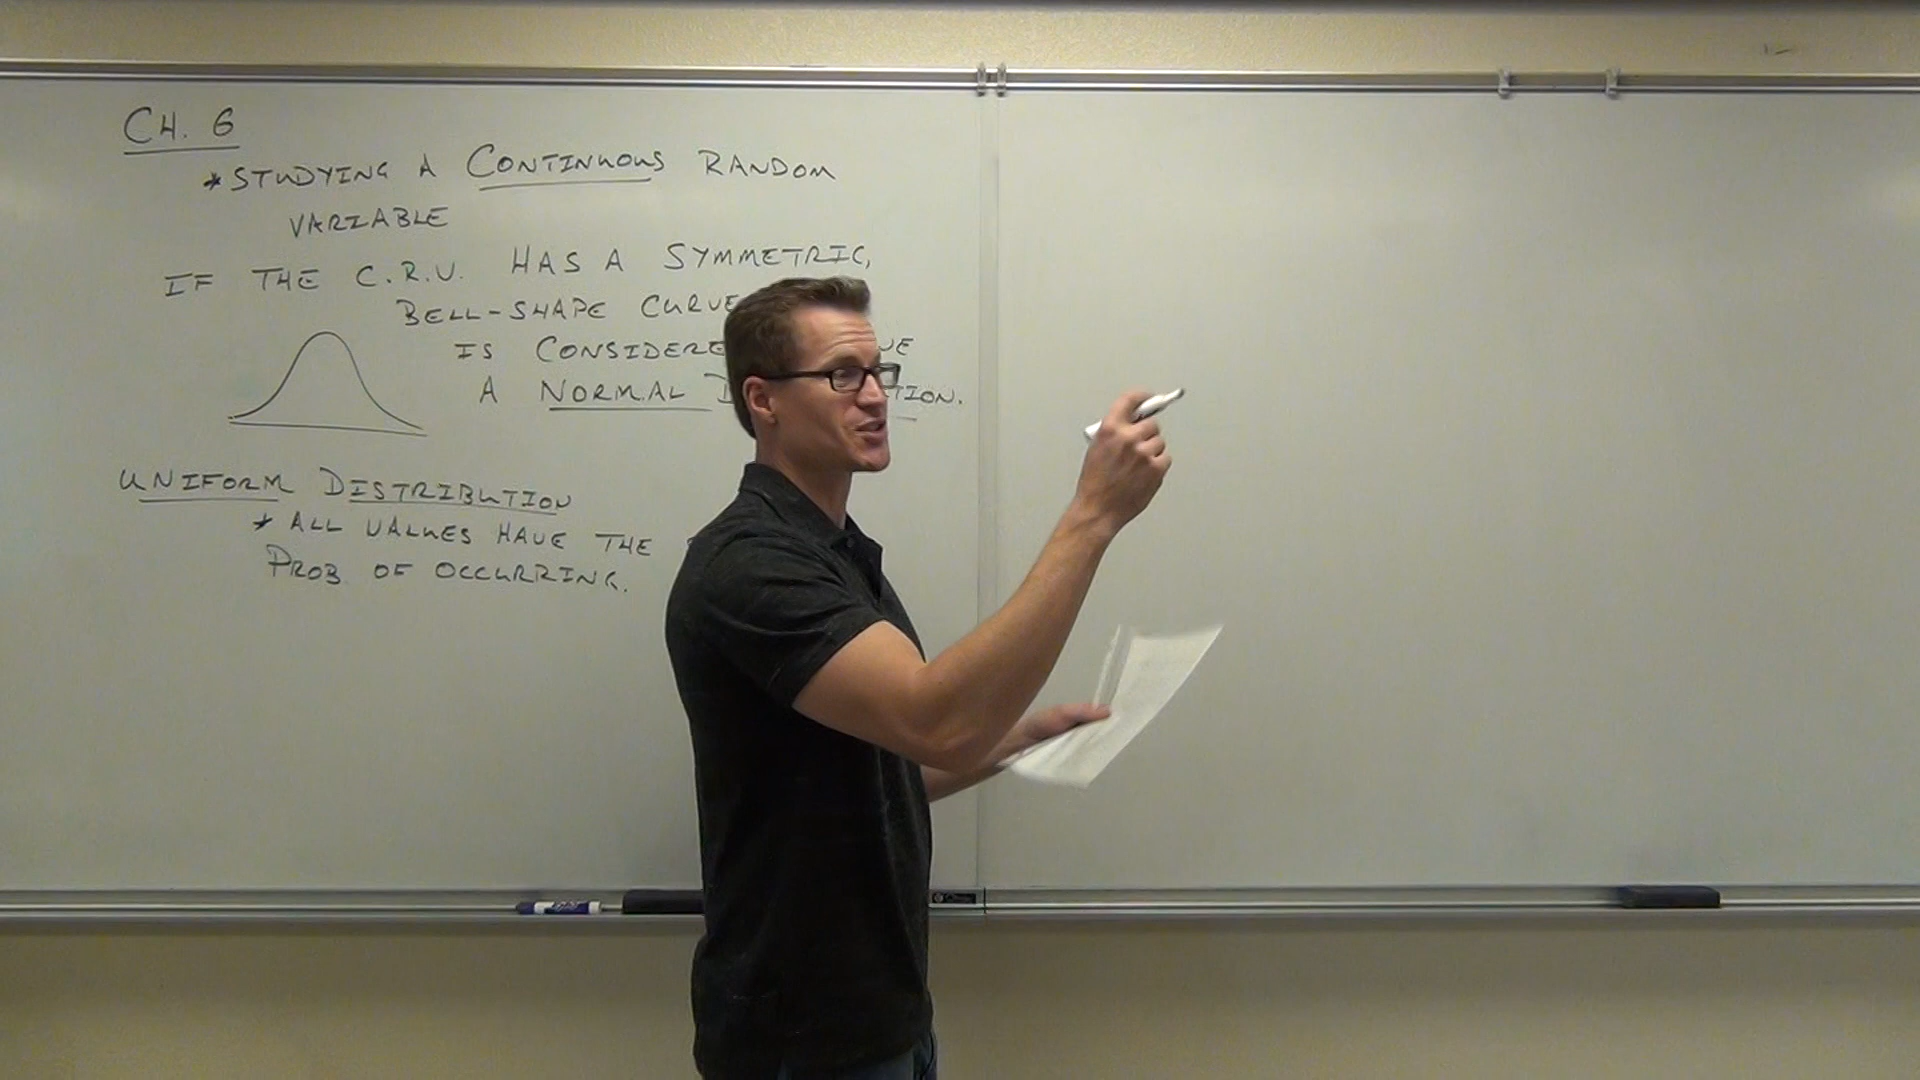 CH. 6
* STUDYING A CONTINUOUS RANDOM
VARIABLE
IF THE C.R.V. HAS A SYMMETRIC,
BELL-SHAPE CURVE
IS
A NORMAL
UNIFORM DISTRIBUTION
* ALL VALUES HAVE THE
PROB. OF OCCURRING.